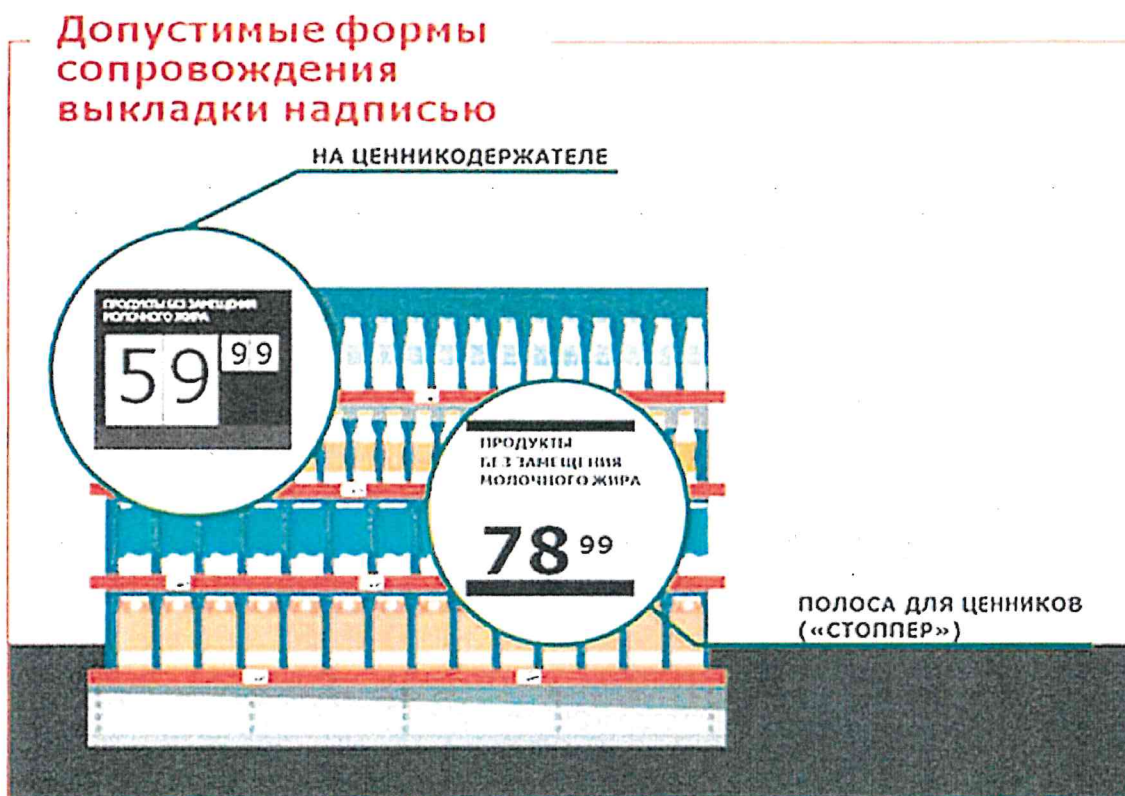 Допустимые формы
сопровождения
выкладки надписью
НА ЦЕННИКОДЕРЖАТЕЛЕ
ПРОДУКТЫ БЕЗ ЗАМЕЩЕНИЯ
МОЛОЧНОГО ЖИРА
59 99
ПРОДУКТЫ
БЕЗ ЗАМЕЩЕНИЯ
МОЛОЧНОГО ЖИРА
78 99
ПОЛОСА ДЛЯ ЦЕННИКОВ
(«СТОППЕР»)